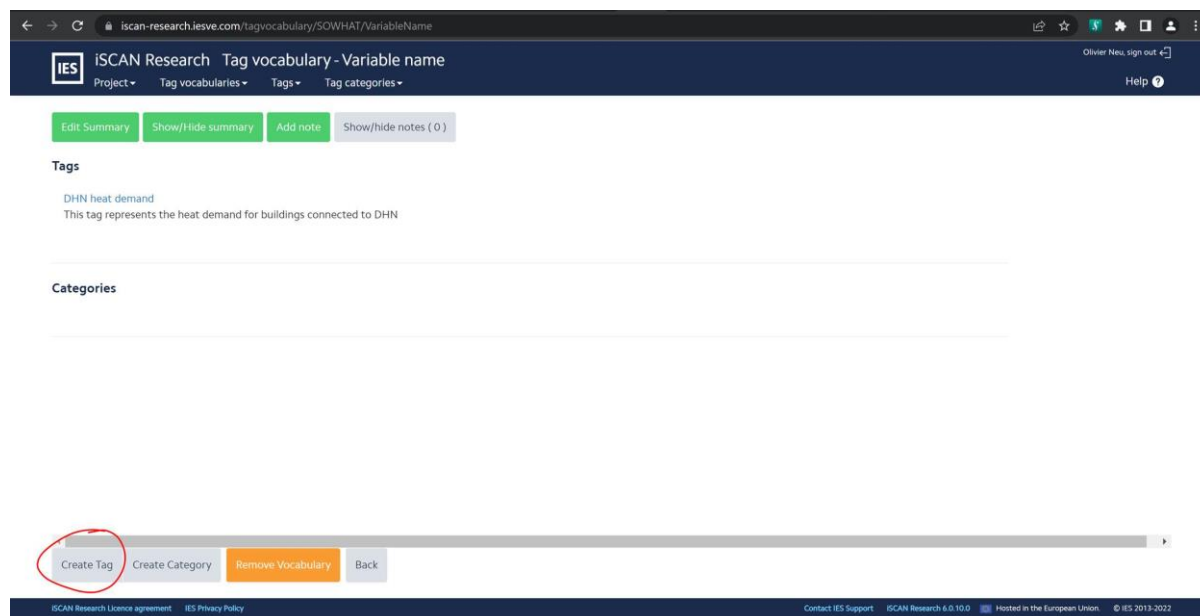 iscan-research.iesve.com/tagvocabulary/SOWHAT/VariableName
IES
iSCAN Research Tag vocabulary - Variable name
Olivier Neu, sign out
Project Tag vocabularies Tags Tag categories
Help ?
Edit Summary Show/Hide summary Add note Show/hide notes ( 0 )
Tags
DHN heat demand
This tag represents the heat demand for buildings connected to DHN
Categories
Create Tag Create Category Remove Vocabulary Back
iSCAN Research Licence agreement IES Privacy Policy Contact IES Support iSCAN Research 6.0.10.0 Hosted in the European Union. © IES 2013-2022